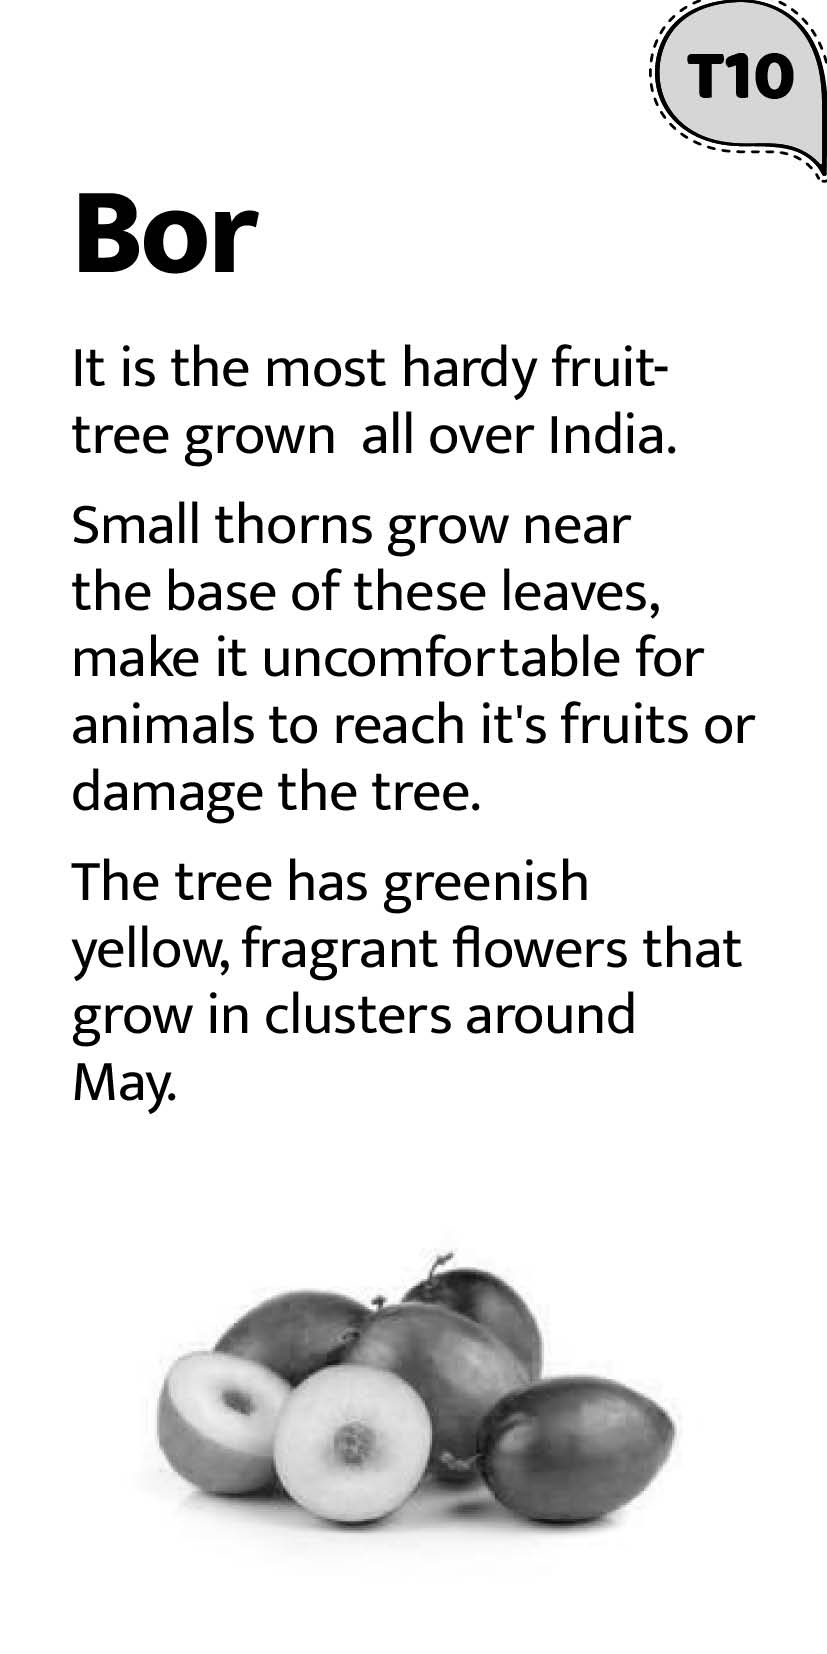 T10
Bor
It is the most hardy fruit-
tree grown  all over India.
Small thorns grow near
the base of these leaves,
make it uncomfortable for
animals to reach it's fruits or
damage the tree.
The tree has greenish
yellow, fragrant flowers that
grow in clusters around
May.